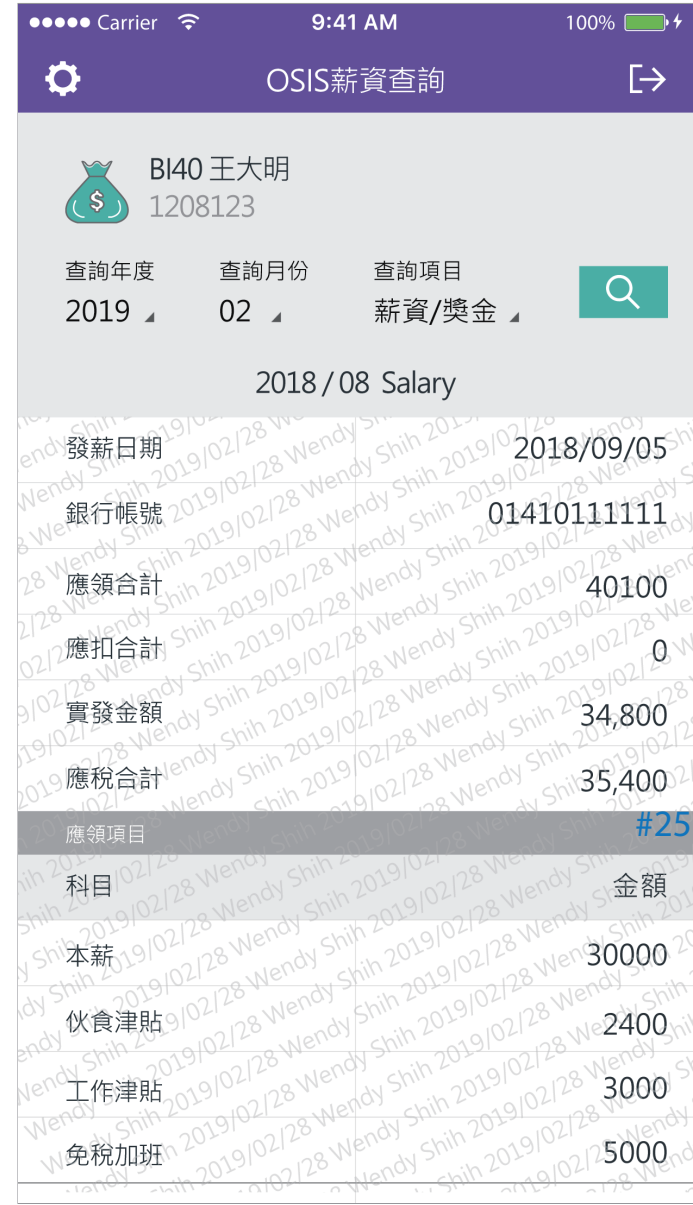 Carrier 9:41 AM 100%
OSIS薪資查詢
BI40 王大明
1208123
查詢年度 查詢月份 查詢項目
2019 02 薪資/獎金
2018/08 Salary
發薪日期 2018/09/05
銀行帳號 01410111111
應領合計 40100
應扣合計 0
實發金額 34,800
應稅合計 35,400
應領項目 #25
科目 金額
本薪 30000
伙食津貼 2400
工作津貼 3000
免稅加班 5000
Wendy Shih 2019/02/28